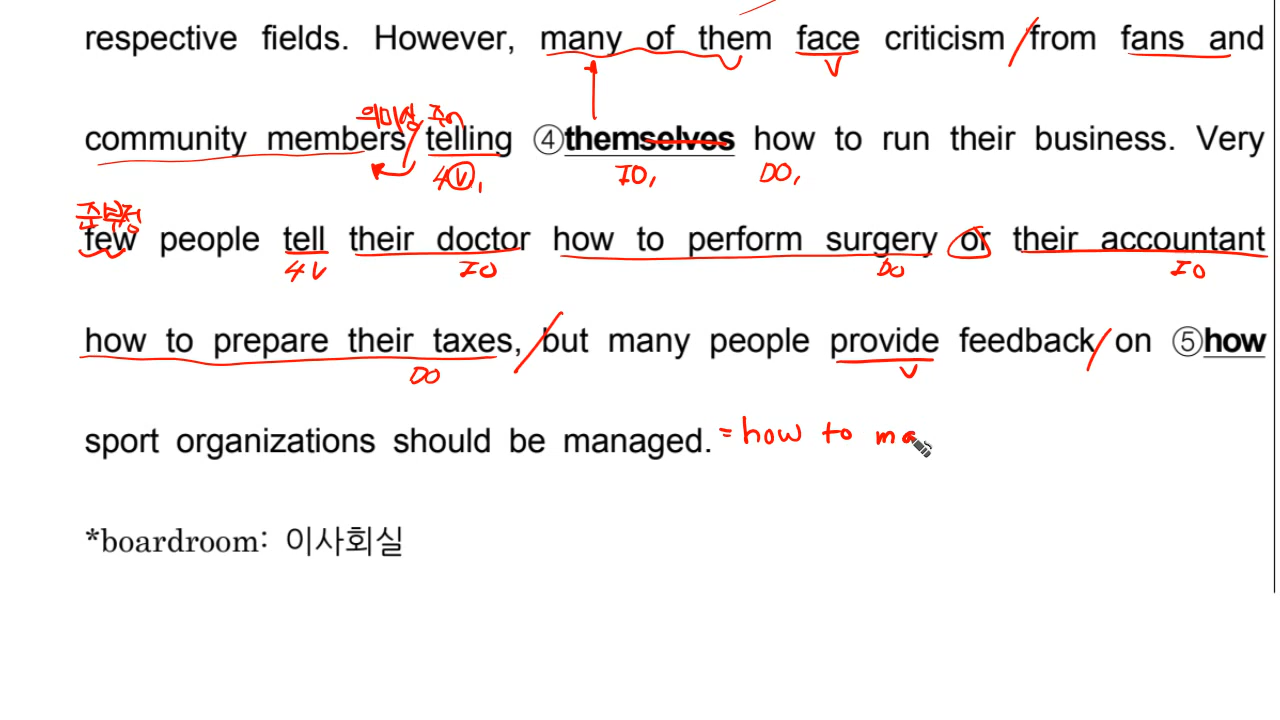 respective fields. However, many of them face criticism from fans and
V
의미상 주어
community members telling ④themselves how to run their business. Very
4V1 IO1 DO1
준부정
few people tell their doctor how to perform surgery or their accountant
4V IO DO IO
how to prepare their taxes, but many people provide feedback on ⑤how
DO V
sport organizations should be managed. = how to ma
*boardroom: 이사회실